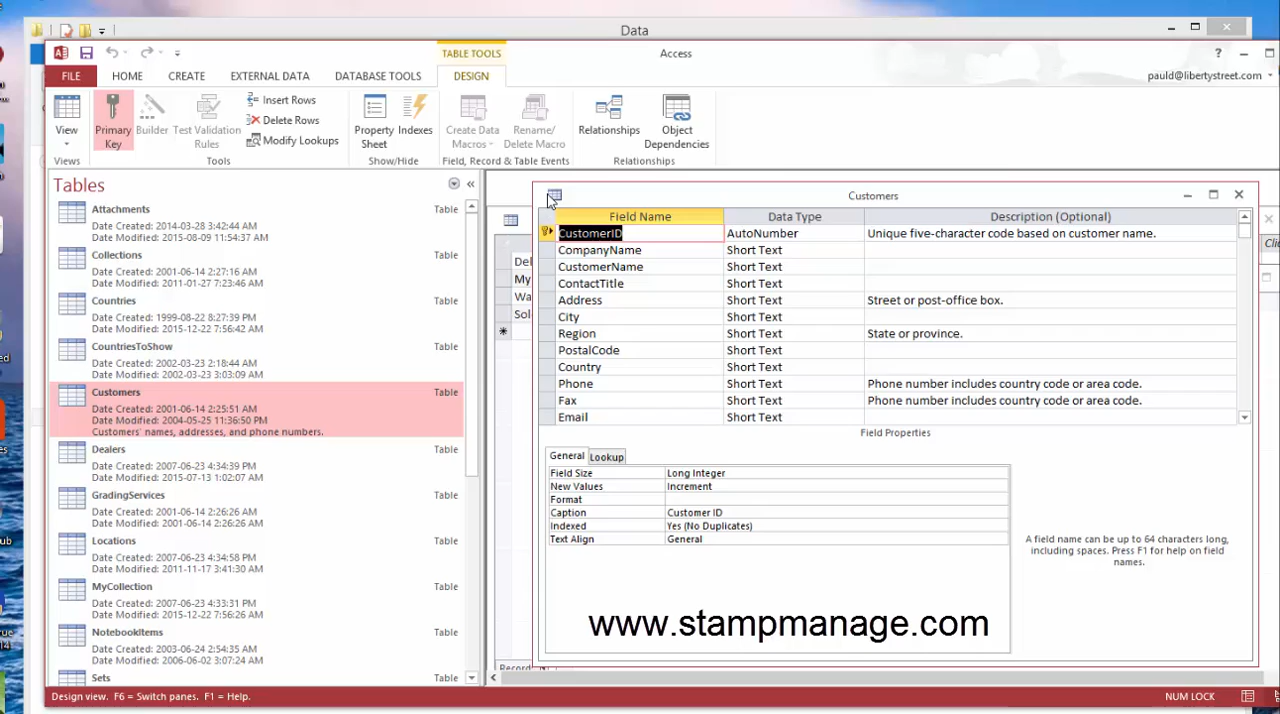 Data
TABLE TOOLS
Access
FILE
HOME
CREATE
EXTERNAL DATA
DATABASE TOOLS
DESIGN
pauld@libertystreet.com
View
Primary Key
Builder
Test Validation Rules
Insert Rows
Delete Rows
Modify Lookups
Property Sheet
Indexes
Create Data Macros
Rename/ Delete Macro
Relationships
Object Dependencies
Views
Tools
Show/Hide
Field, Record & Table Events
Relationships
Tables
Attachments Table
Date Created: 2014-03-28 3:42:44 AM
Date Modified: 2015-08-09 11:54:37 AM
Collections Table
Date Created: 2001-06-14 2:27:16 AM
Date Modified: 2011-01-27 7:23:46 AM
Countries Table
Date Created: 1999-08-22 8:27:39 PM
Date Modified: 2015-12-22 7:56:42 AM
CountriesToShow Table
Date Created: 2002-03-23 2:18:44 AM
Date Modified: 2002-03-23 3:03:09 AM
Customers Table
Date Created: 2001-06-14 2:25:51 AM
Date Modified: 2004-05-25 11:36:50 PM
Customers' names, addresses, and phone numbers.
Dealers Table
Date Created: 2007-06-23 4:34:39 PM
Date Modified: 2015-07-13 1:02:07 AM
GradingServices Table
Date Created: 2001-06-14 2:26:26 AM
Date Modified: 2001-06-14 2:26:26 AM
Locations Table
Date Created: 2007-06-23 4:34:58 PM
Date Modified: 2011-11-17 3:41:30 AM
MyCollection Table
Date Created: 2007-06-23 4:33:31 PM
Date Modified: 2015-12-22 7:56:26 AM
NotebookItems Table
Date Created: 2003-06-24 2:54:35 AM
Date Modified: 2006-06-02 3:07:24 AM
Sets Table
Customers
Field Name Data Type Description (Optional)
CustomerID AutoNumber Unique five-character code based on customer name.
CompanyName Short Text
CustomerName Short Text
ContactTitle Short Text
Address Short Text Street or post-office box.
City Short Text
Region Short Text State or province.
PostalCode Short Text
Country Short Text
Phone Short Text Phone number includes country code or area code.
Fax Short Text Phone number includes country code or area code.
Email Short Text
Field Properties
General Lookup
Field Size Long Integer
New Values Increment
Format
Caption Customer ID
Indexed Yes (No Duplicates)
Text Align General
A field name can be up to 64 characters long,
including spaces. Press F1 for help on field
names.
www.stampmanage.com
Design view. F6 = Switch panes. F1 = Help.
NUM LOCK